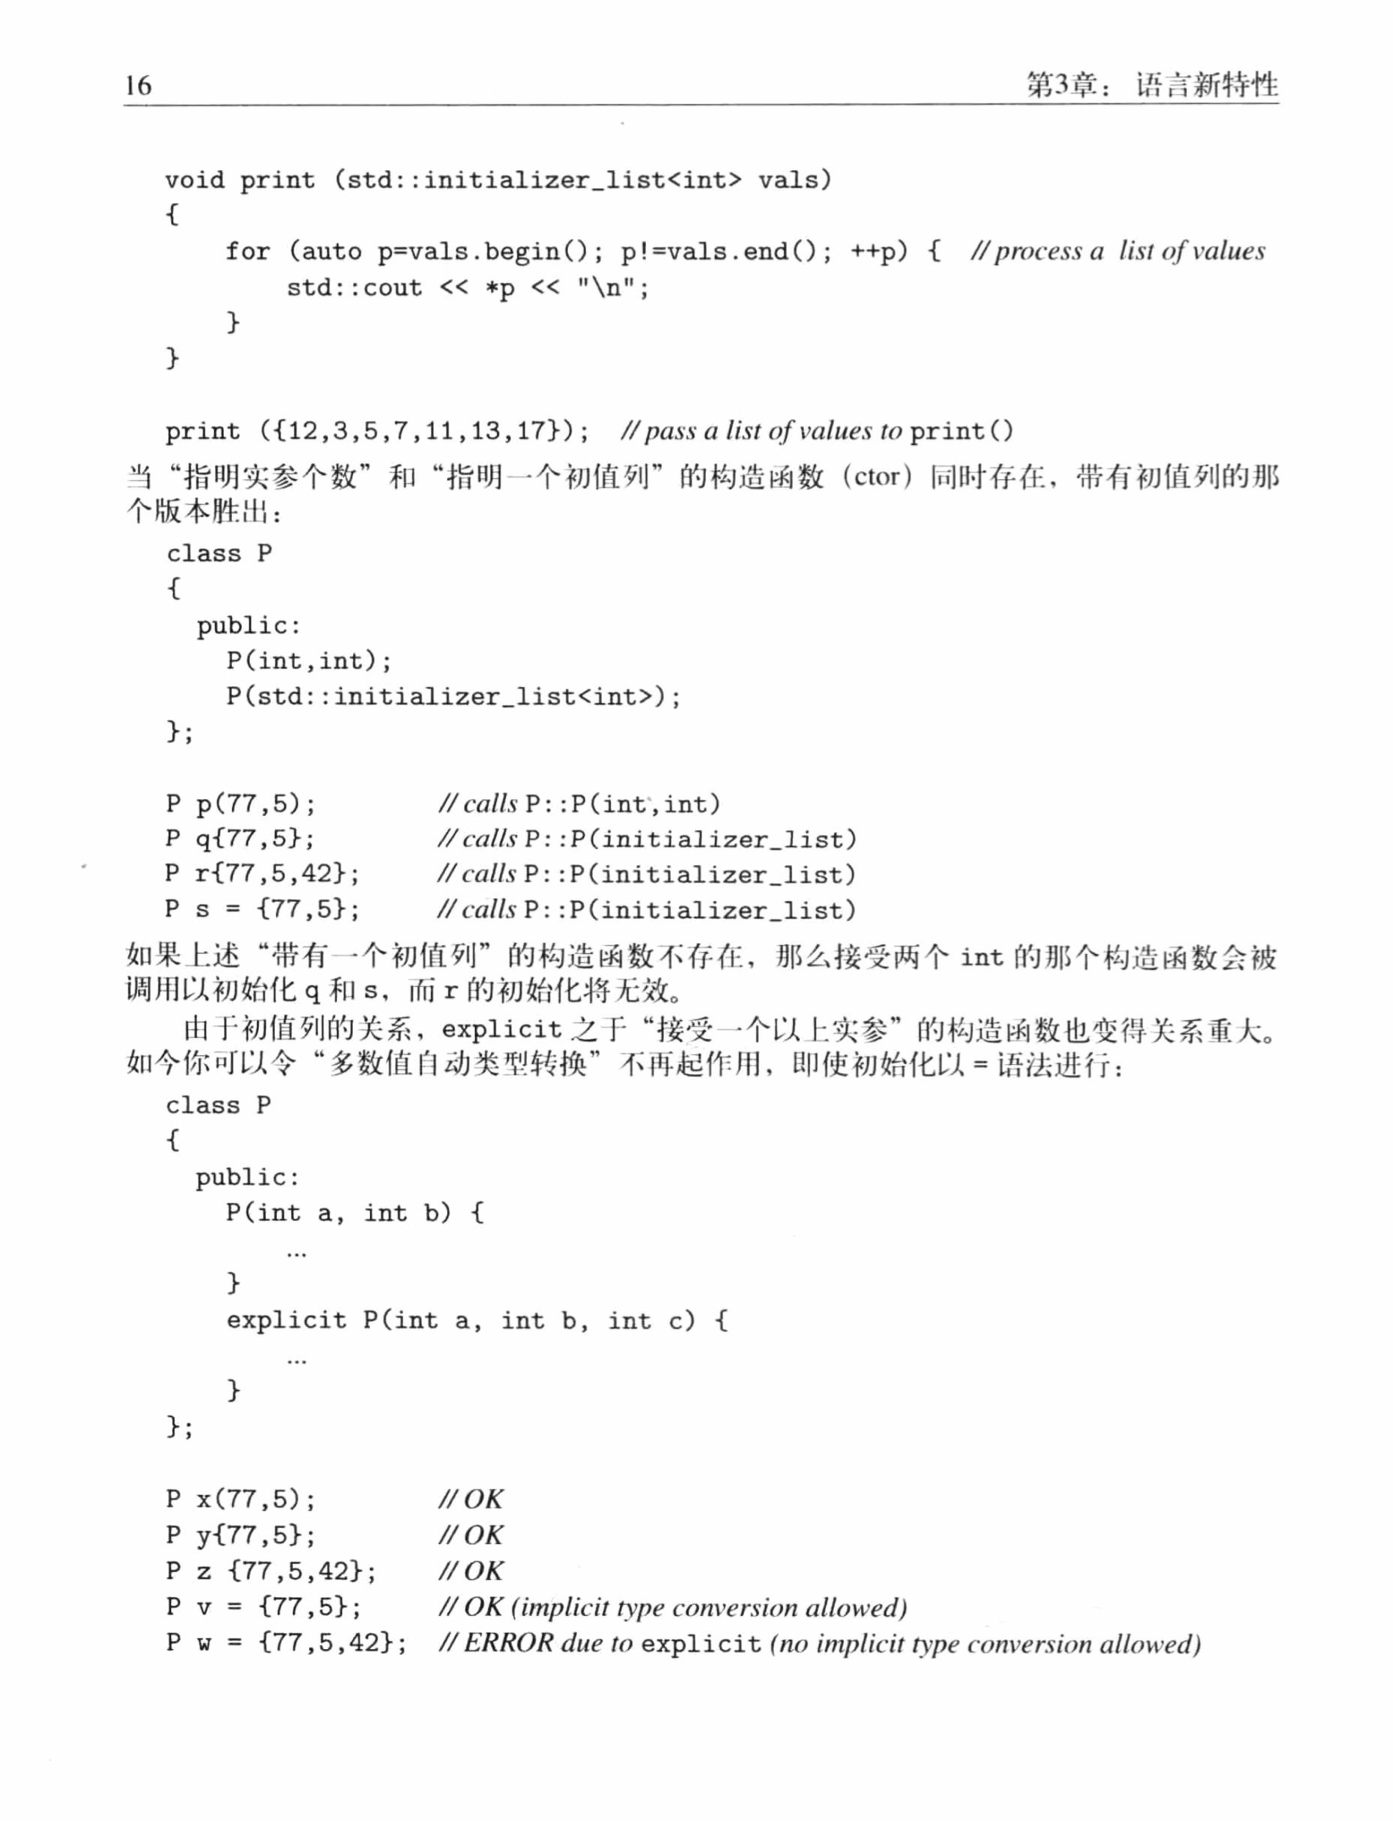 16 第3章： 语言新特性
void print (std::initializer_list<int> vals)
{
for (auto p=vals.begin(); p!=vals.end(); ++p) { // process a list of values
std::cout << *p << "\n";
}
}
print ({12,3,5,7,11,13,17}); // pass a list of values to print()
当“指明实参个数”和“指明一个初值列”的构造函数（ctor）同时存在，带有初值列的那
个版本胜出：
class P
{
public:
P(int,int);
P(std::initializer_list<int>);
};
P p(77,5); // calls P::P(int,int)
P q{77,5}; // calls P::P(initializer_list)
P r{77,5,42}; // calls P::P(initializer_list)
P s = {77,5}; // calls P::P(initializer_list)
如果上述“带有一个初值列”的构造函数不存在，那么接受两个 int 的那个构造函数会被
调用以初始化 q 和 s，而 r 的初始化将无效。
由于初值列的关系，explicit 之于“接受一个以上实参”的构造函数也变得关系重大。
如今你可以令“多数值自动类型转换”不再起作用，即使初始化以 = 语法进行：
class P
{
public:
P(int a, int b) {
...
}
explicit P(int a, int b, int c) {
...
}
};
P x(77,5); // OK
P y{77,5}; // OK
P z {77,5,42}; // OK
P v = {77,5}; // OK (implicit type conversion allowed)
P w = {77,5,42}; // ERROR due to explicit (no implicit type conversion allowed)